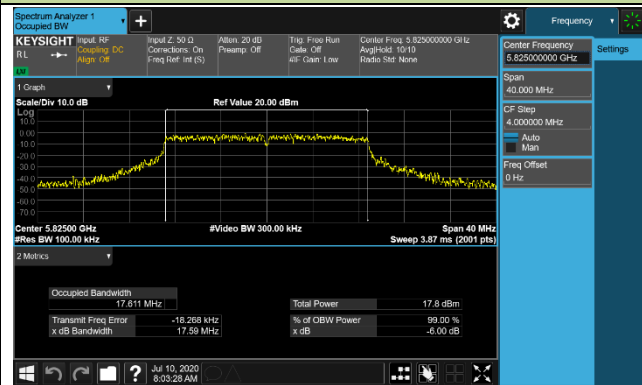 Spectrum Analyzer 1
Occupied BW
Frequency
KEYSIGHT
RL
Input: RF
Coupling: DC
Align: Off
Input Z: 50 Ω
Corrections: On
Freq Ref: Int (S)
Atten: 20 dB
Preamp: Off
Trig: Free Run
Gate: Off
#IF Gain: Low
Center Freq: 5.825000000 GHz
Avg|Hold: 10/10
Radio Std: None
Center Frequency
5.825000000 GHz
Settings
Span
40.000 MHz
CF Step
4.000000 MHz
Auto
Man
Freq Offset
0 Hz
1 Graph
Scale/Div 10.0 dB
Ref Value 20.00 dBm
Log
10.0
0.00
-10.0
-20.0
-30.0
-40.0
-50.0
-60.0
-70.0
Center 5.82500 GHz
#Res BW 100.00 kHz
#Video BW 300.00 kHz
Span 40 MHz
Sweep 3.87 ms (2001 pts)
2 Metrics
Occupied Bandwidth
17.611 MHz
Total Power 17.8 dBm
Transmit Freq Error -18.268 kHz
% of OBW Power 99.00 %
x dB Bandwidth 17.59 MHz
x dB -6.00 dB
?
Jul 10, 2020
8:03:28 AM